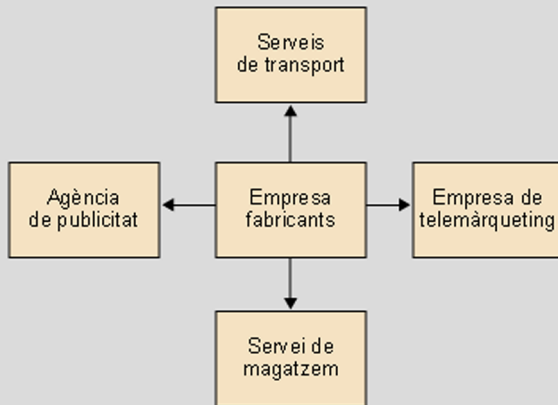 Serveis
de transport
Agència
de publicitat
Empresa
fabricants
Empresa de
telemàrqueting
Servei de
magatzem